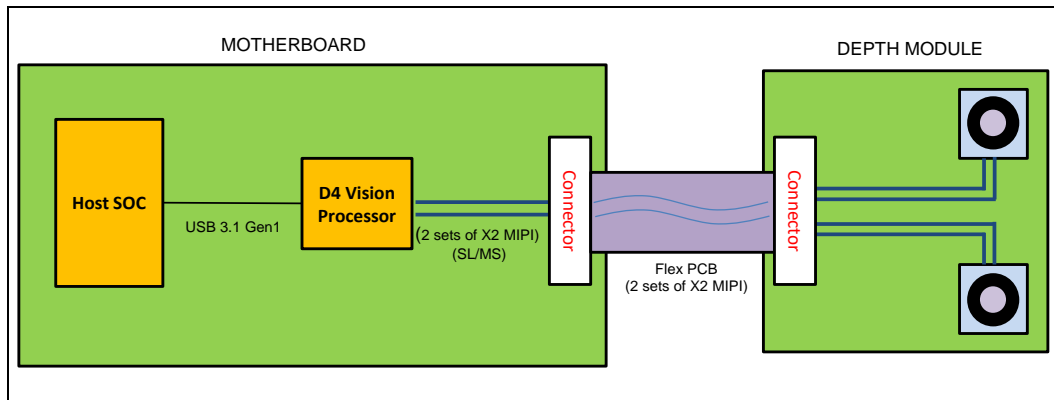 MOTHERBOARD
DEPTH MODULE
Host SOC
USB 3.1 Gen1
D4 Vision
Processor
(2 sets of X2 MIPI)
(SL/MS)
Connector
Flex PCB
(2 sets of X2 MIPI)
Connector